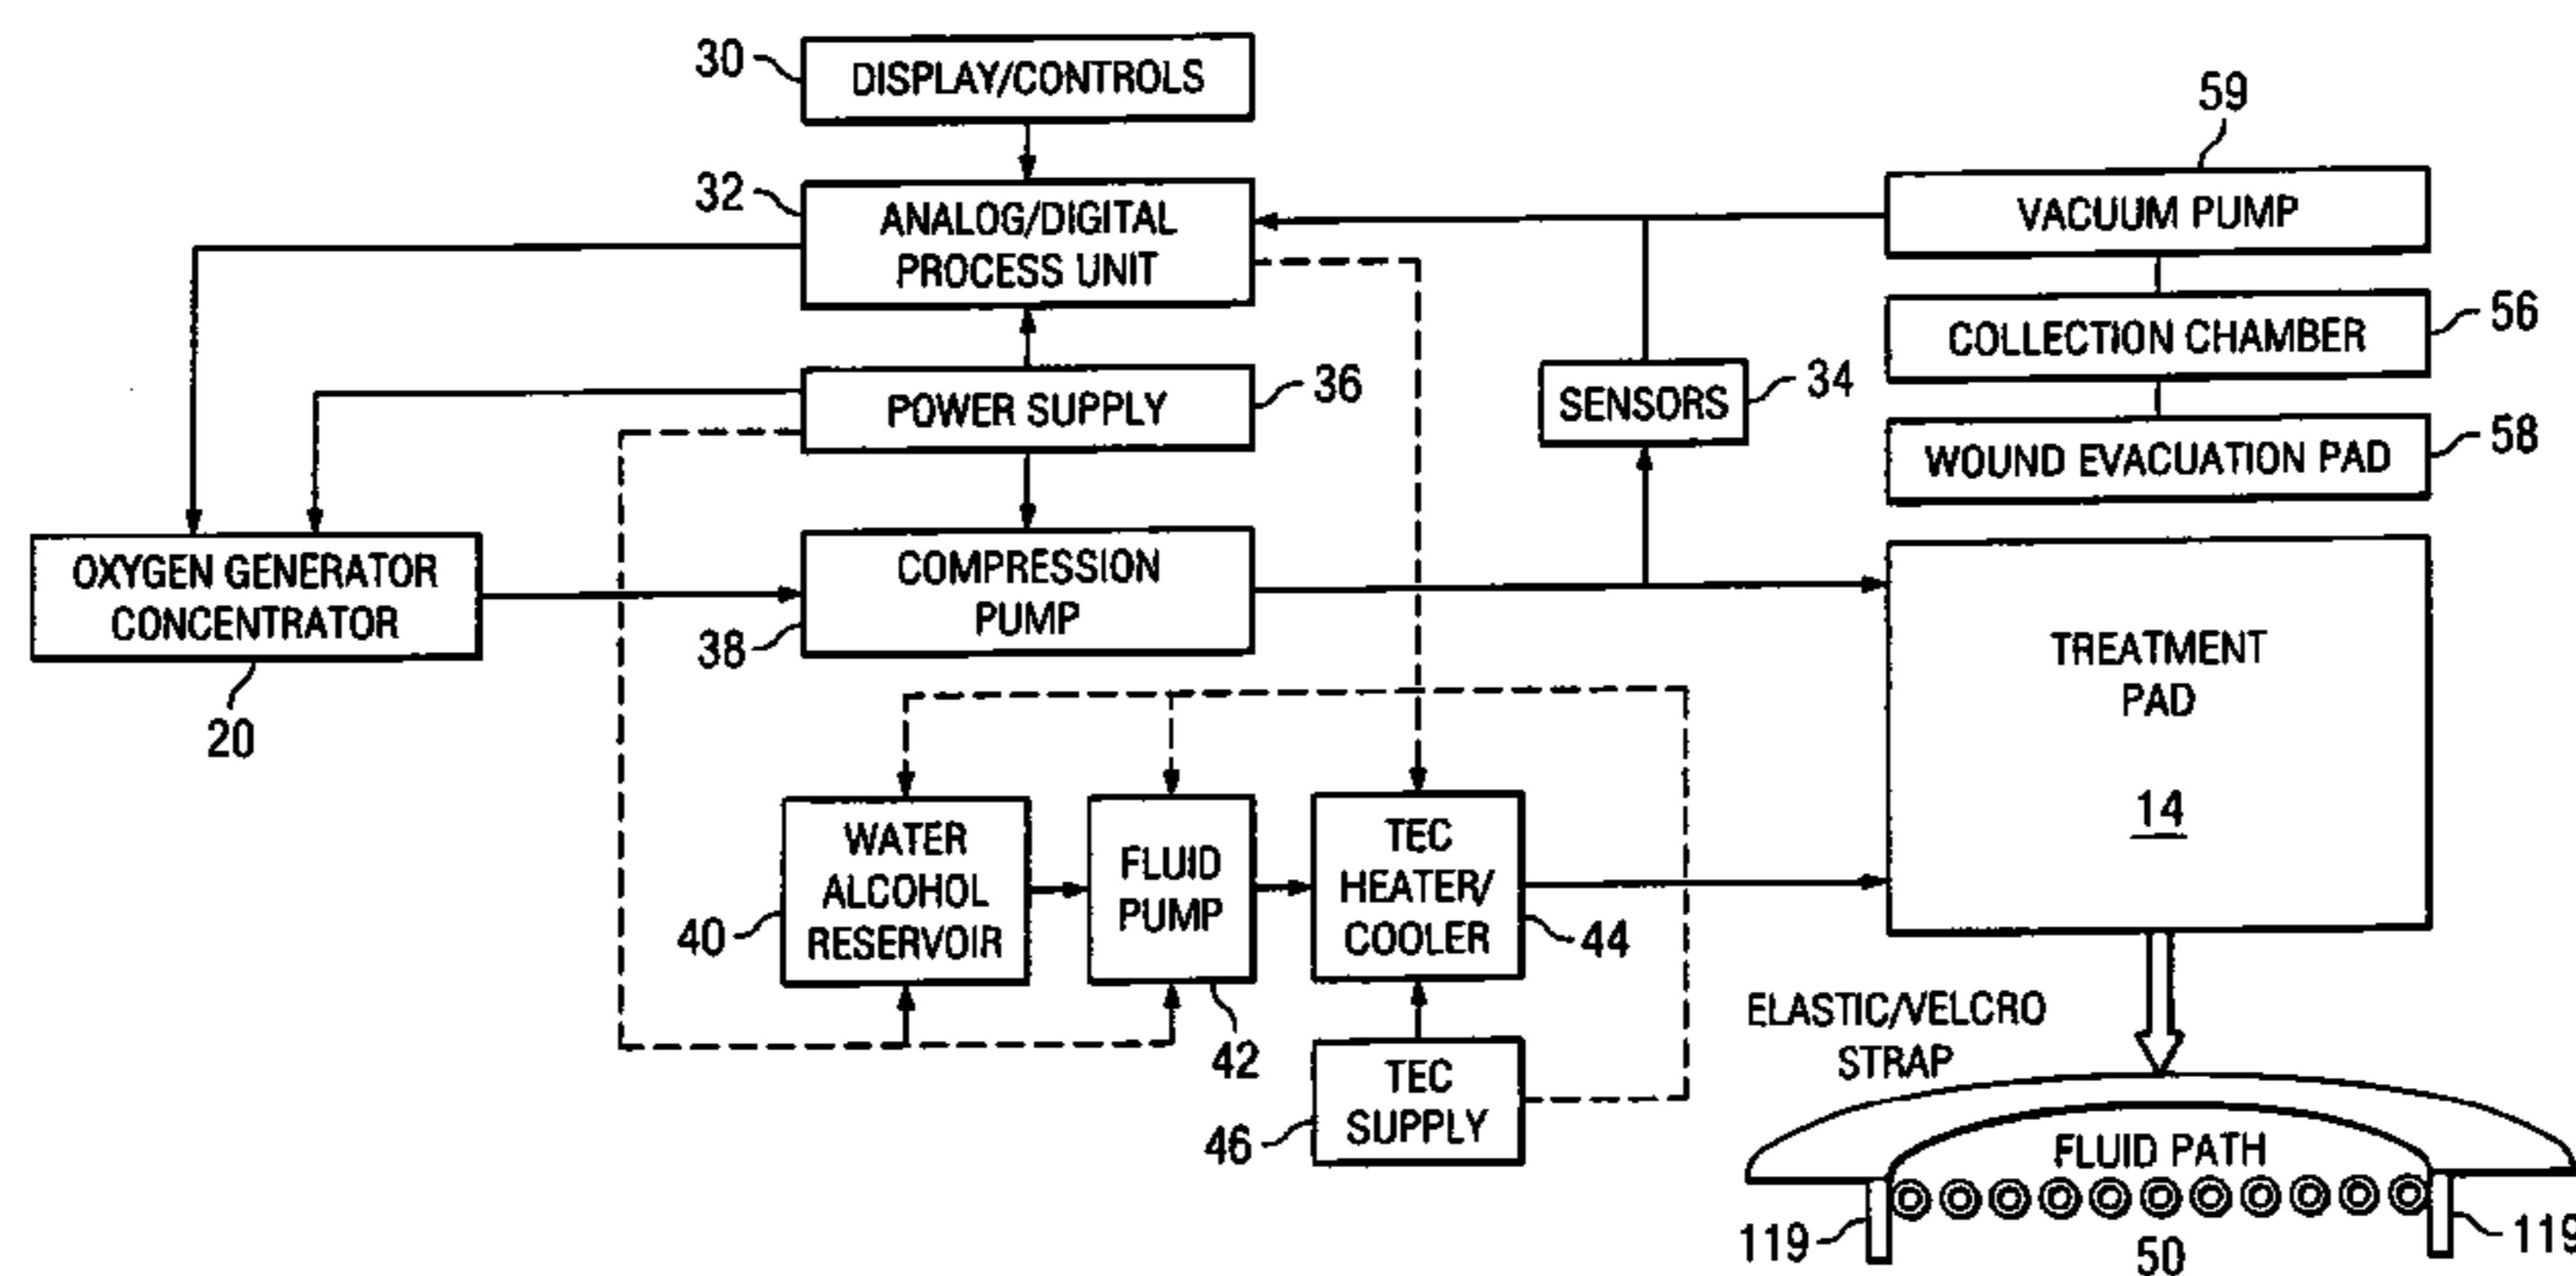 30
DISPLAY/CONTROLS
59
32
ANALOG/DIGITAL
PROCESS UNIT
VACUUM PUMP
56
COLLECTION CHAMBER
36
POWER SUPPLY
34
SENSORS
58
WOUND EVACUATION PAD
OXYGEN GENERATOR
CONCENTRATOR
20
COMPRESSION
PUMP
38
TREATMENT
PAD
14
WATER
ALCOHOL
RESERVOIR
40
FLUID
PUMP
42
TEC
HEATER/
COOLER
44
TEC
SUPPLY
46
ELASTIC/VELCRO
STRAP
FLUID PATH
119
50
119